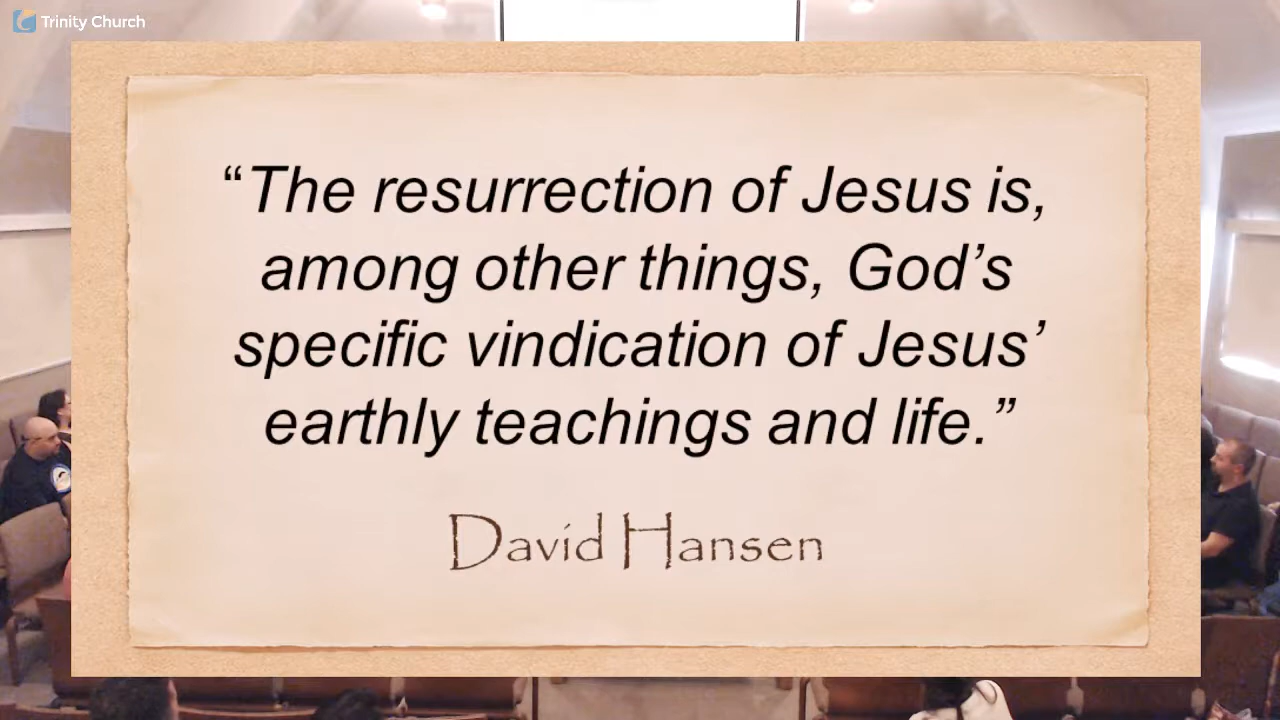 Trinity Church
“The resurrection of Jesus is,
among other things, God’s
specific vindication of Jesus’
earthly teachings and life.”
David Hansen